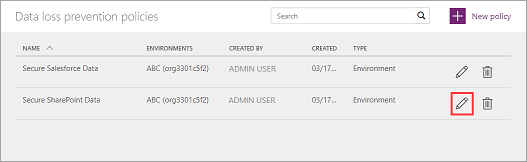 Data loss prevention policies Search New policy
NAME ENVIRONMENTS CREATED BY CREATED TYPE
Secure Salesforce Data ABC (org3301c5f2) ADMIN USER 03/17... Environment
Secure SharePoint Data ABC (org3301c5f2) ADMIN USER 03/17... Environment